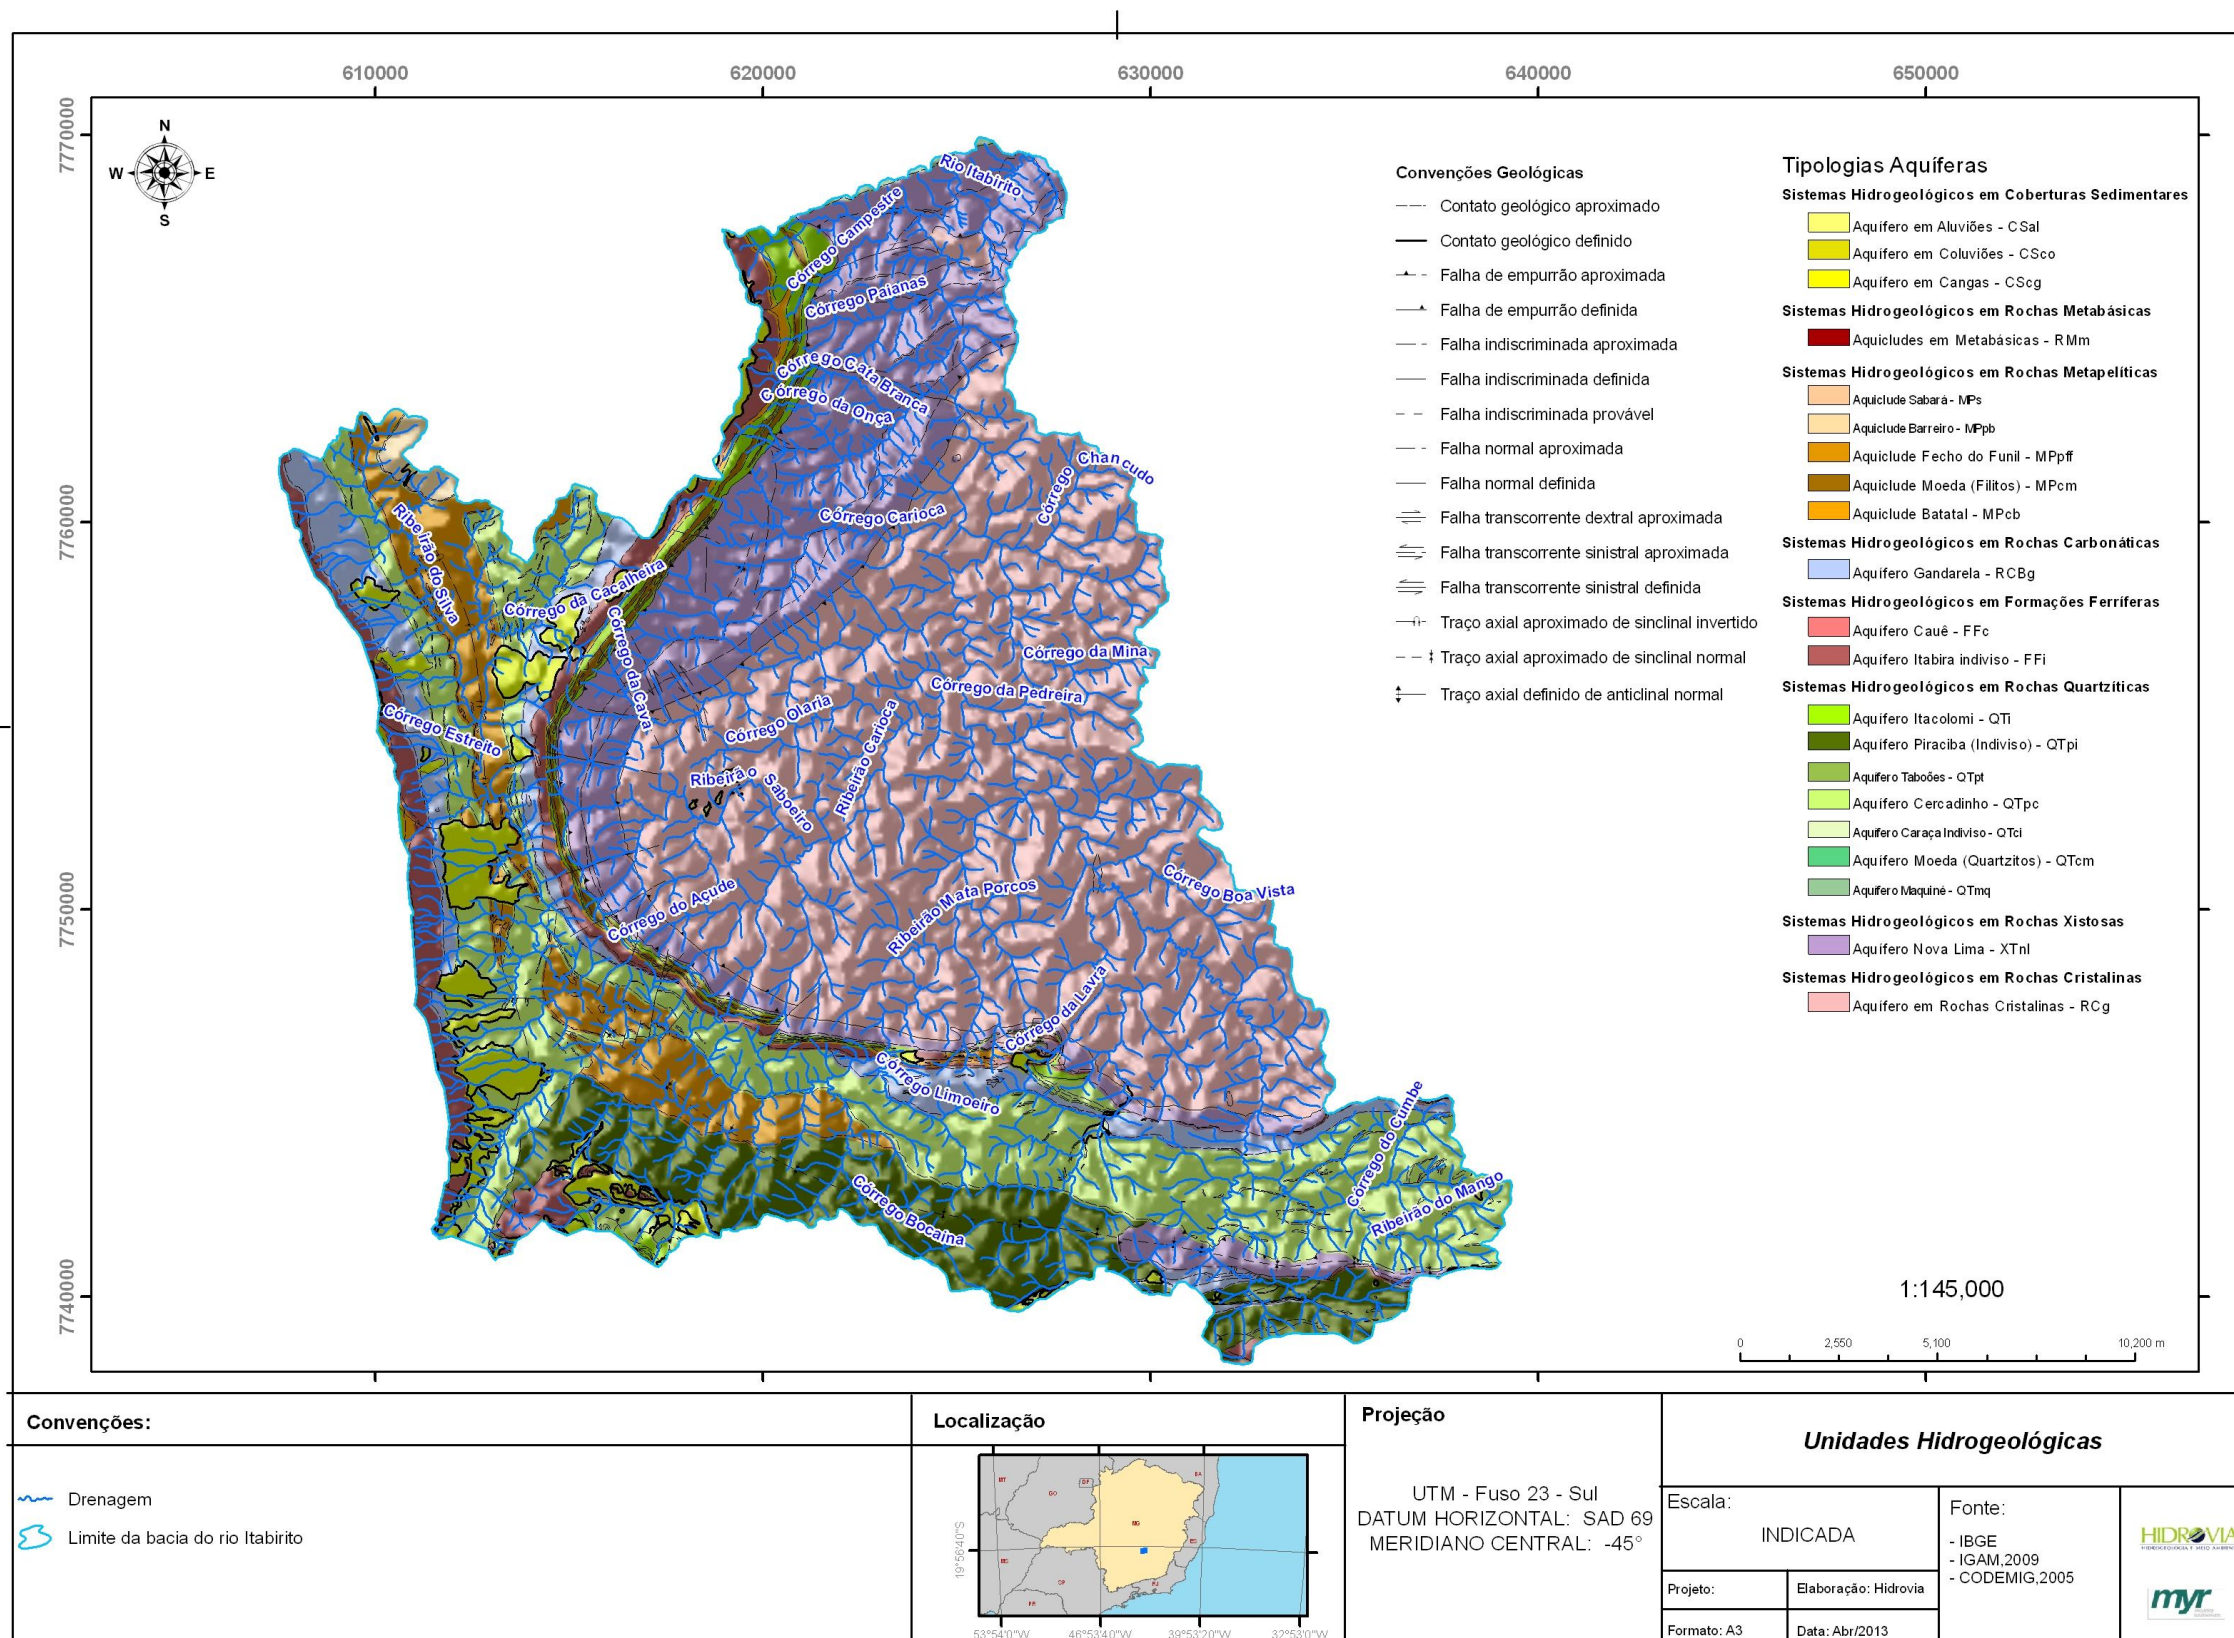 610000
620000
630000
640000
650000
7770000
7760000
7750000
7740000
N
W
E
S
Rio Itabirito
Córrego Campestre
Córrego Paianas
Córrego Cata Branca
Córrego da Onça
Córrego Chancudo
Córrego Carioca
Ribeirão do Silva
Córrego da Cacalheira
Córrego da Cava
Córrego da Mina
Córrego da Pedreira
Córrego Olaria
Ribeirão Carioca
Córrego Estreito
Ribeirão Saboeiro
Córrego do Açude
Ribeirão Mata Porcos
Córrego Boa Vista
Córrego da Lavra
Córrego Limoeiro
Córrego do Cumbe
Ribeirão do Mango
Córrego Bocaina
Convenções Geológicas
Contato geológico aproximado
Contato geológico definido
Falha de empurrão aproximada
Falha de empurrão definida
Falha indiscriminada aproximada
Falha indiscriminada definida
Falha indiscriminada provável
Falha normal aproximada
Falha normal definida
Falha transcorrente dextral aproximada
Falha transcorrente sinistral aproximada
Falha transcorrente sinistral definida
Traço axial aproximado de sinclinal invertido
Traço axial aproximado de sinclinal normal
Traço axial definido de anticlinal normal
Tipologias Aquíferas
Sistemas Hidrogeológicos em Coberturas Sedimentares
Aquífero em Aluviões - CSal
Aquífero em Coluviões - CSco
Aquífero em Cangas - CScg
Sistemas Hidrogeológicos em Rochas Metabásicas
Aquicludes em Metabásicas - RMm
Sistemas Hidrogeológicos em Rochas Metapelíticas
Aquiclude Sabará - MPs
Aquiclude Barreiro - MPpb
Aquiclude Fecho do Funil - MPpff
Aquiclude Moeda (Filitos) - MPcm
Aquiclude Batatal - MPcb
Sistemas Hidrogeológicos em Rochas Carbonáticas
Aquífero Gandarela - RCBg
Sistemas Hidrogeológicos em Formações Ferríferas
Aquífero Cauê - FFc
Aquífero Itabira indiviso - FFi
Sistemas Hidrogeológicos em Rochas Quartzíticas
Aquífero Itacolomi - QTi
Aquífero Piraciba (Indiviso) - QTpi
Aquífero Taboões - QTpt
Aquífero Cercadinho - QTpc
Aquífero Caraça Indiviso - QTci
Aquífero Moeda (Quartzitos) - QTcm
Aquífero Maquiné - QTmq
Sistemas Hidrogeológicos em Rochas Xistosas
Aquífero Nova Lima - XTnl
Sistemas Hidrogeológicos em Rochas Cristalinas
Aquífero em Rochas Cristalinas - RCg
1:145,000
0 2,550 5,100 10,200 m
Convenções:
Drenagem
Limite da bacia do rio Itabirito
Localização
MT
GO
DF
BA
MG
ES
MS
SP
RJ
PR
19°56'40"S
53°54'0"W 46°53'40"W 39°53'20"W 32°53'0"W
Projeção
UTM - Fuso 23 - Sul
DATUM HORIZONTAL: SAD 69
MERIDIANO CENTRAL: -45°
Unidades Hidrogeológicas
Escala:
INDICADA
Fonte:
- IBGE
- IGAM,2009
- CODEMIG,2005
Projeto:
Elaboração: Hidrovia
Formato: A3
Data: Abr/2013
HIDROVIA
myr